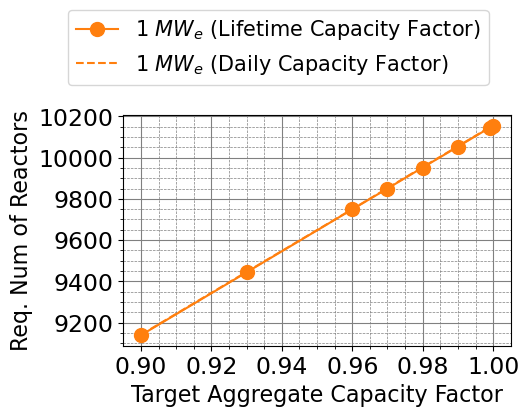 1 MWe (Lifetime Capacity Factor)
1 MWe (Daily Capacity Factor)
Req. Num of Reactors
10200
10000
9800
9600
9400
9200
0.90 0.92 0.94 0.96 0.98 1.00
Target Aggregate Capacity Factor